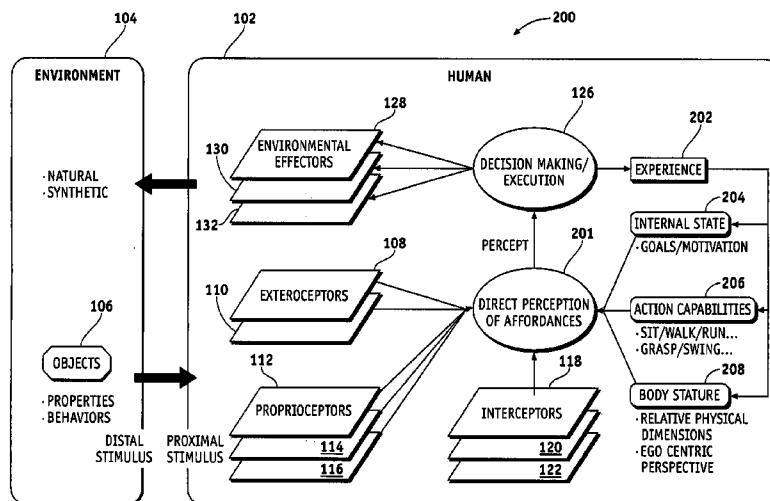 200
104
102
ENVIRONMENT
HUMAN
128
126
202
ENVIRONMENTAL
EFFECTORS
130
132
DECISION MAKING/
EXECUTION
EXPERIENCE
·NATURAL
·SYNTHETIC
204
INTERNAL STATE
·GOALS/MOTIVATION
PERCEPT
108
201
206
EXTEROCEPTORS
110
DIRECT PERCEPTION
OF AFFORDANCES
ACTION CAPABILITIES
·SIT/WALK/RUN...
·GRASP/SWING...
106
OBJECTS
·PROPERTIES
·BEHAVIORS
112
118
208
PROPRIOCEPTORS
114
116
INTERCEPTORS
120
122
BODY STATURE
·RELATIVE PHYSICAL
DIMENSIONS
·EGO CENTRIC
PERSPECTIVE
DISTAL
STIMULUS
PROXIMAL
STIMULUS